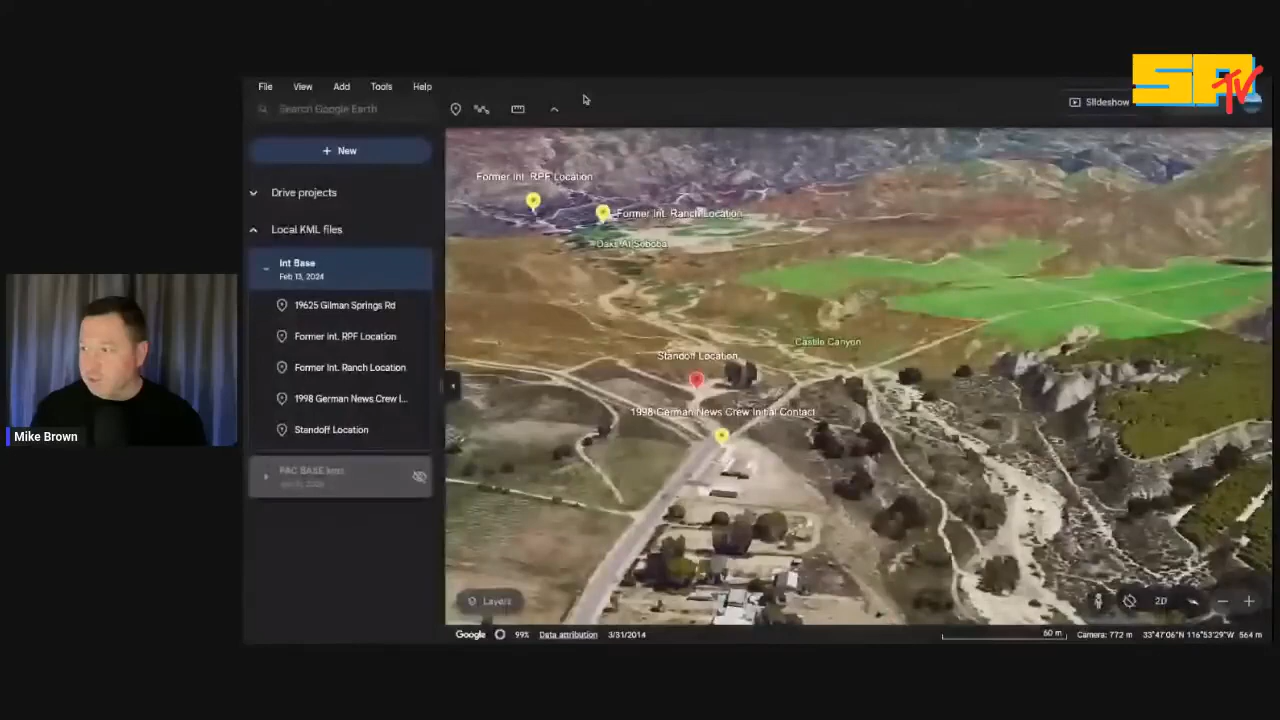 SPTV
File View Add Tools Help
Search Google Earth
Slideshow
+ New
Drive projects
Local KML files
Int Base
Feb 13, 2024
19625 Gilman Springs Rd
Former Int. RPF Location
Former Int. Ranch Location
1998 German News Crew I...
Standoff Location
PAC BASE.kmz
Former Int. RPF Location
Former Int. Ranch Location
Castle Canyon
Standoff Location
1998 German News Crew Initial Contact
Mike Brown
Layers
2D
Google 99% Data attribution 3/31/2014
60 m Camera: 772 m 33°47'06"N 116°53'29"W 564 m